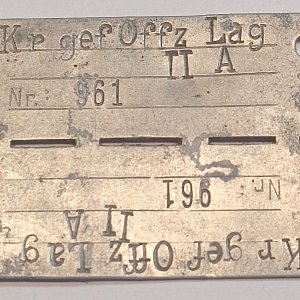 Kr gef Offz Lag
II A
Nr.: 961
Nr.: 961
II A
Kr gef Offz Lag